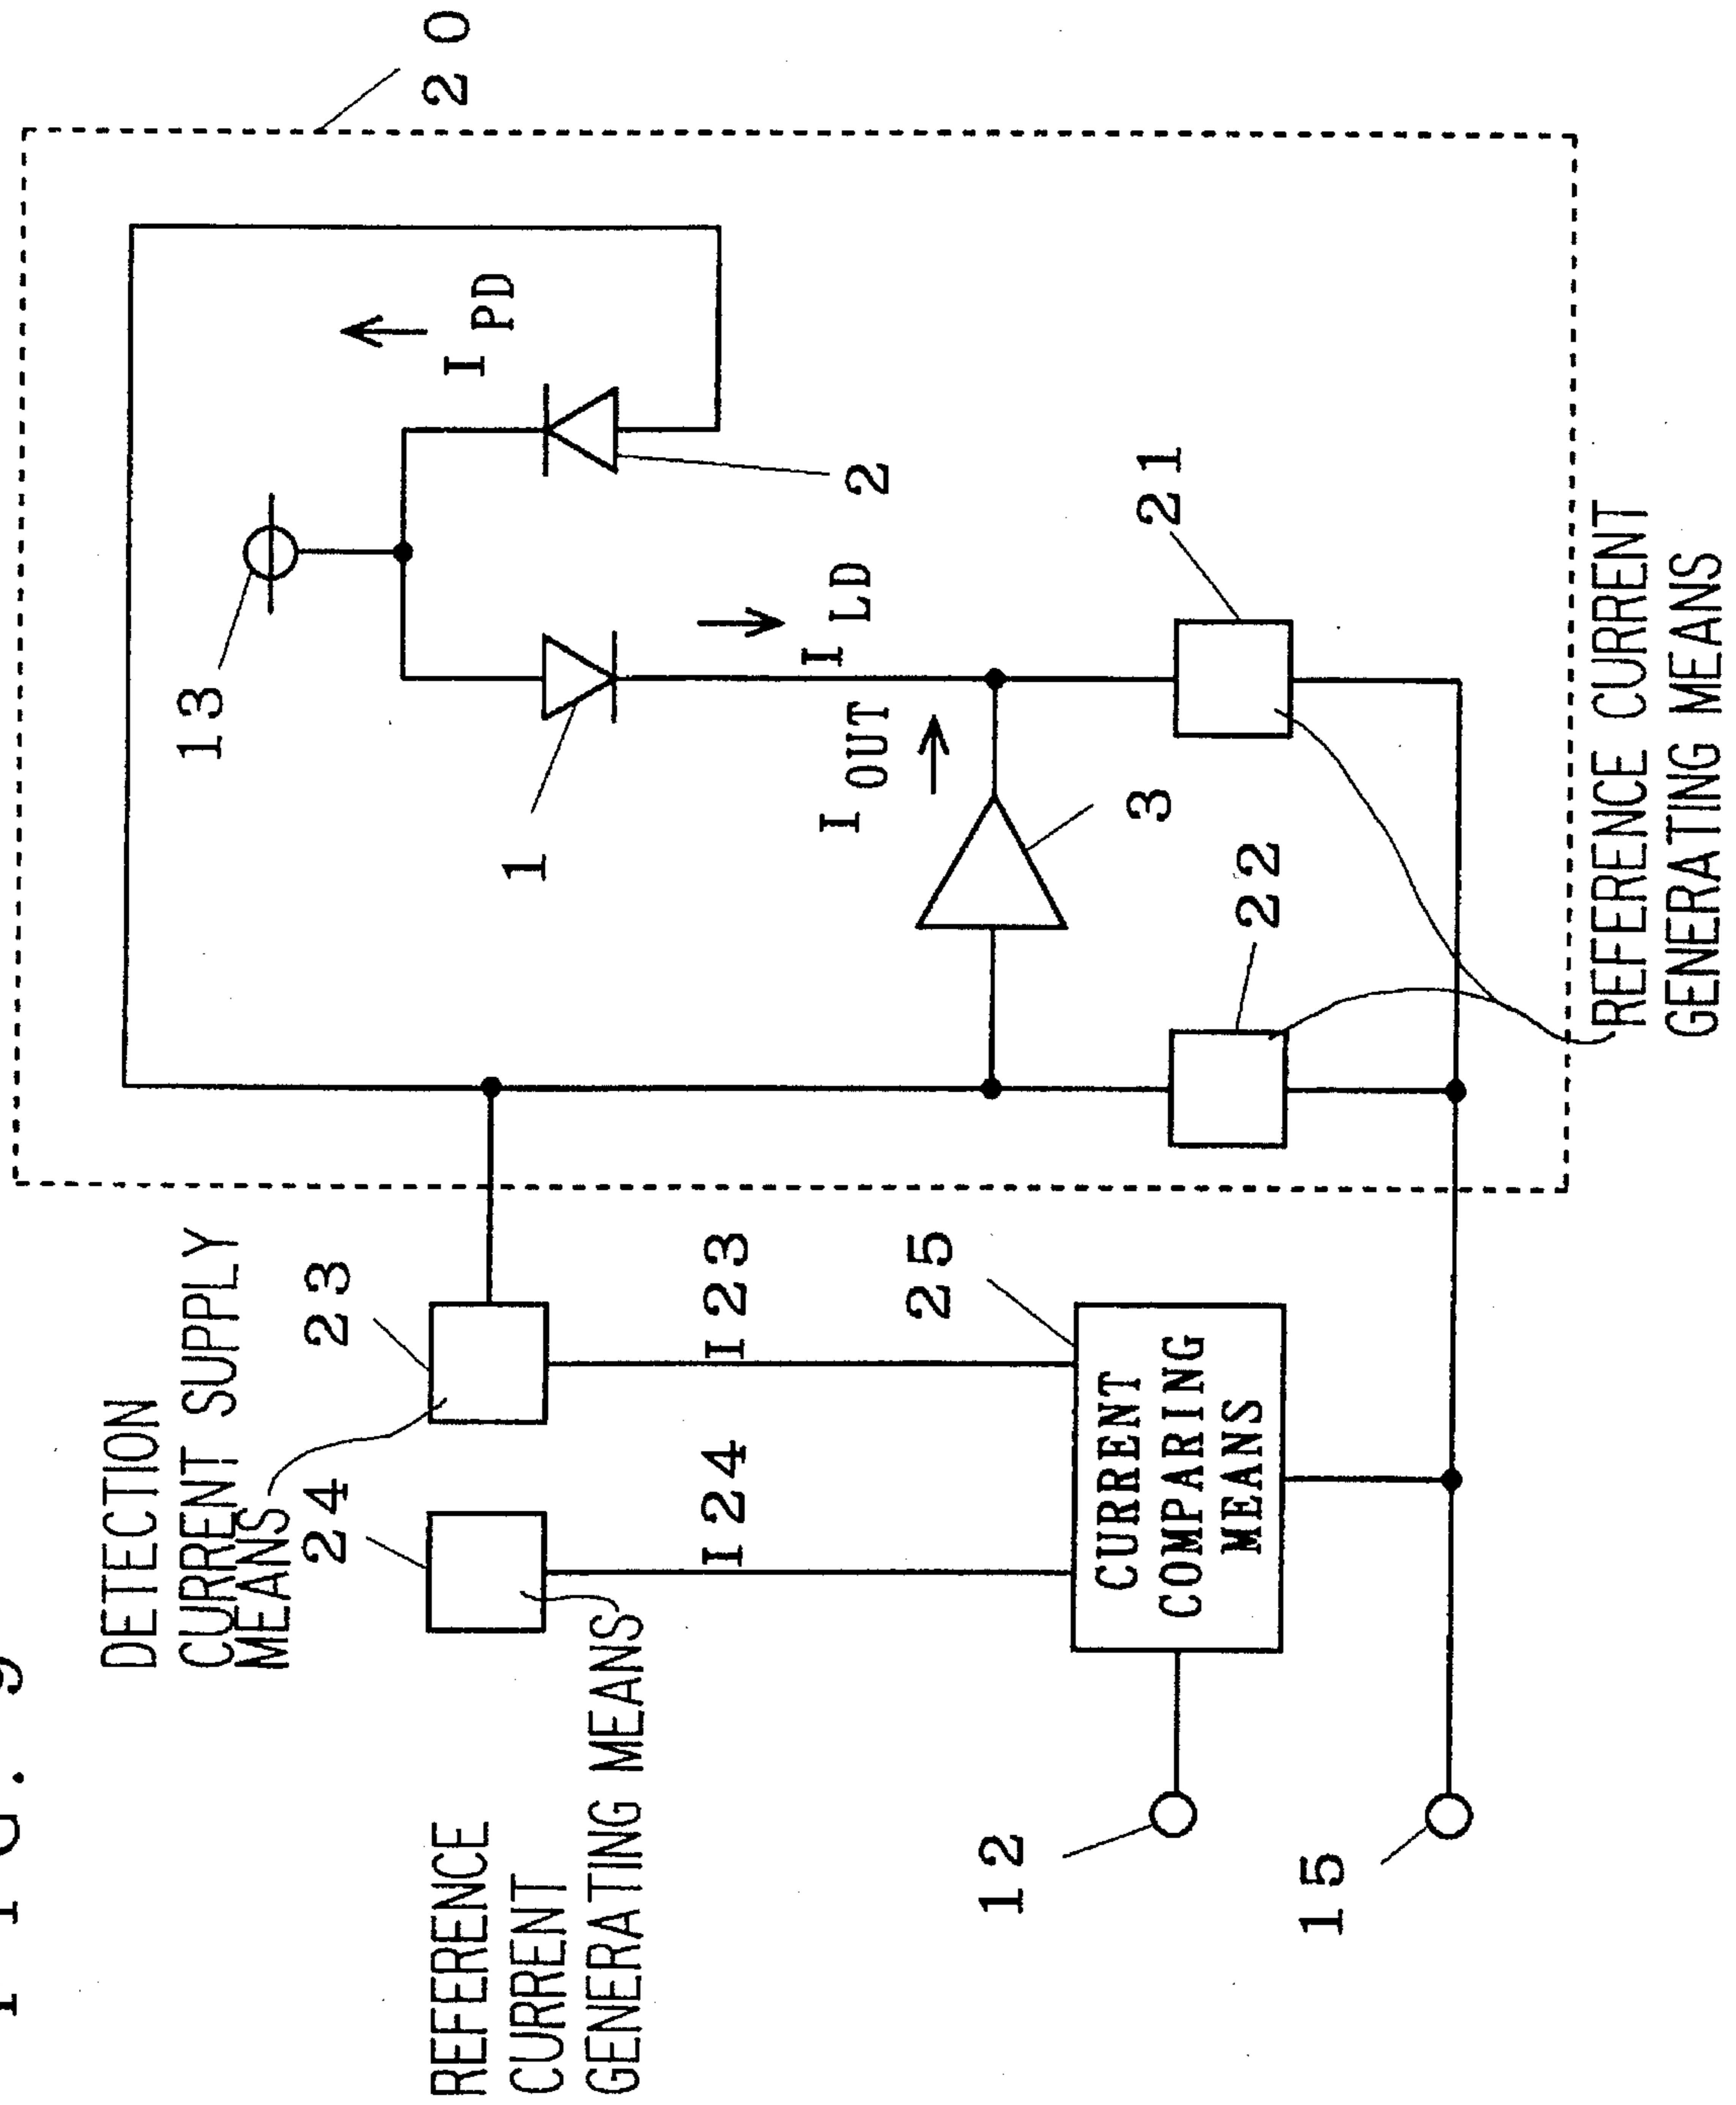 20
13
I PD
2
1
I LD
I OUT
3
21
22
REFERENCE CURRENT
GENERATING MEANS
DETECTION
CURRENT SUPPLY
MEANS
23
24
I23
I24
25
CURRENT
COMPARING
MEANS
REFERENCE
CURRENT
GENERATING MEANS
12
15